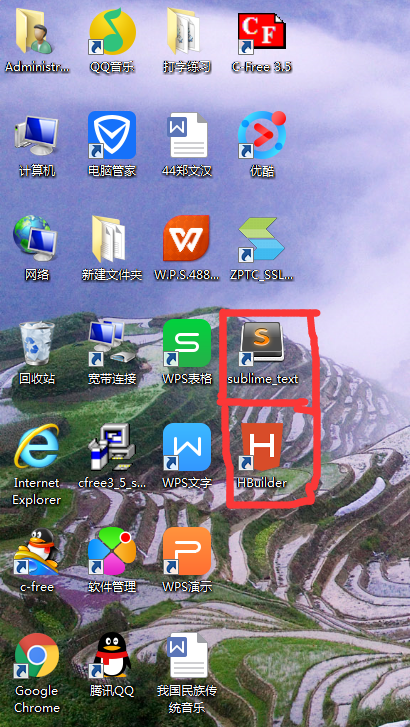 Administr...
QQ音乐
打字练习
CF
C-Free 3.5
计算机
电脑管家
W
44郑文汉
优酷
网络
新建文件夹
W
W.P.S.488...
ZPTC_SSL...
回收站
宽带连接
S
WPS表格
S
sublime_text
Internet
Explorer
cfree3_5_s...
W
WPS文字
H
HBuilder
c-free
软件管理
P
WPS演示
Google
Chrome
腾讯QQ
W
我国民族传
统音乐